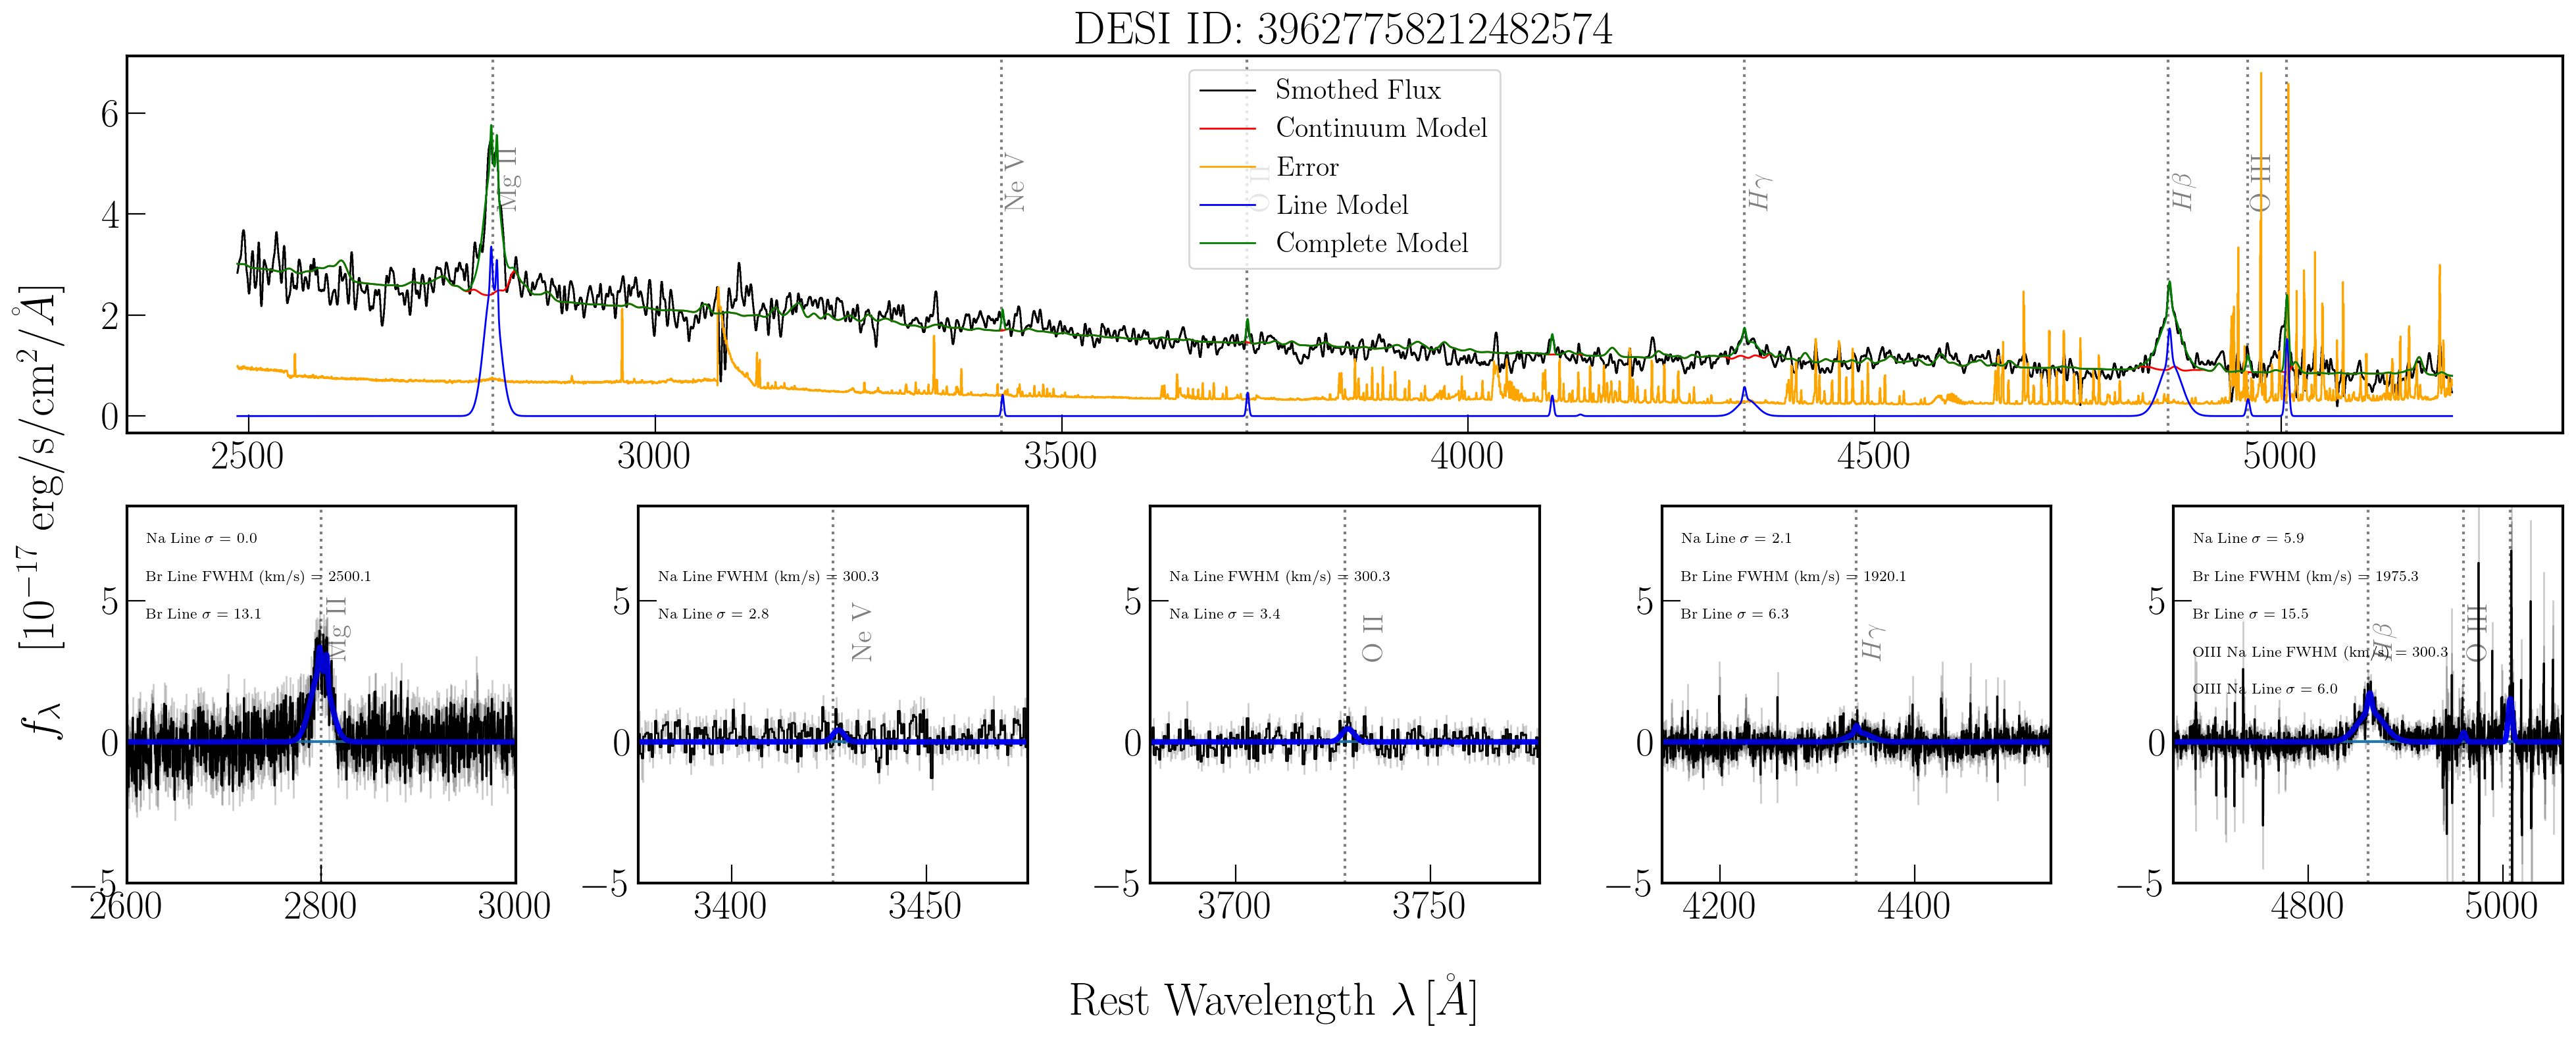 DESI ID: 39627758212482574
Smothed Flux
Continuum Model
Error
Line Model
Complete Model
Mg II
Ne V
O II
Hγ
Hβ
O III
6
4
2
0
2500 3000 3500 4000 4500 5000
f_λ [10^{-17} erg/s/cm^2/Å]
Na Line σ = 0.0
Br Line FWHM (km/s) = 2500.1
Br Line σ = 13.1
Mg II
5
0
−5
2600 2800 3000
Na Line FWHM (km/s) = 300.3
Na Line σ = 2.8
Ne V
5
0
−5
3400 3450
Na Line FWHM (km/s) = 300.3
Na Line σ = 3.4
O II
5
0
−5
3700 3750
Na Line σ = 2.1
Br Line FWHM (km/s) = 1920.1
Br Line σ = 6.3
Hγ
5
0
−5
4200 4400
Na Line σ = 5.9
Br Line FWHM (km/s) = 1975.3
Br Line σ = 15.5
OIII Na Line FWHM (km/s) = 300.3
OIII Na Line σ = 6.0
Hβ
O III
5
0
−5
4800 5000
Rest Wavelength λ [Å]